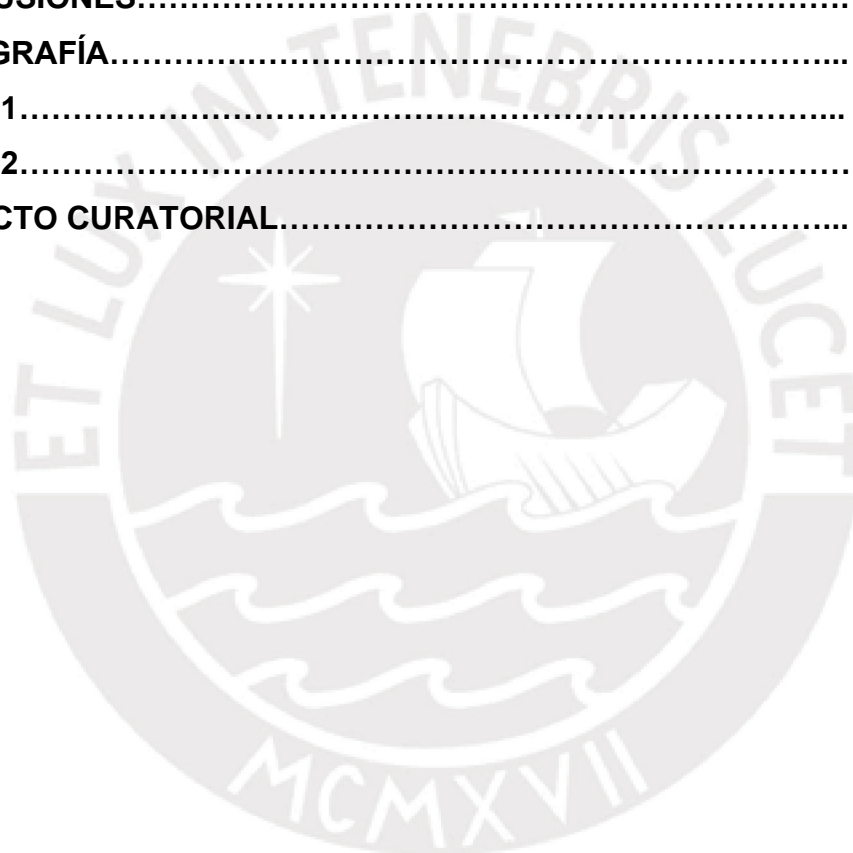 USIONES……………………………………………………………….
GRAFÍA………….………………………………………………...
1………………………………………………………………...
2………………………………………………………………
CTO CURATORIAL……………………………………………...
ET LUX IN TENEBRIS LUCET
MCMXVII